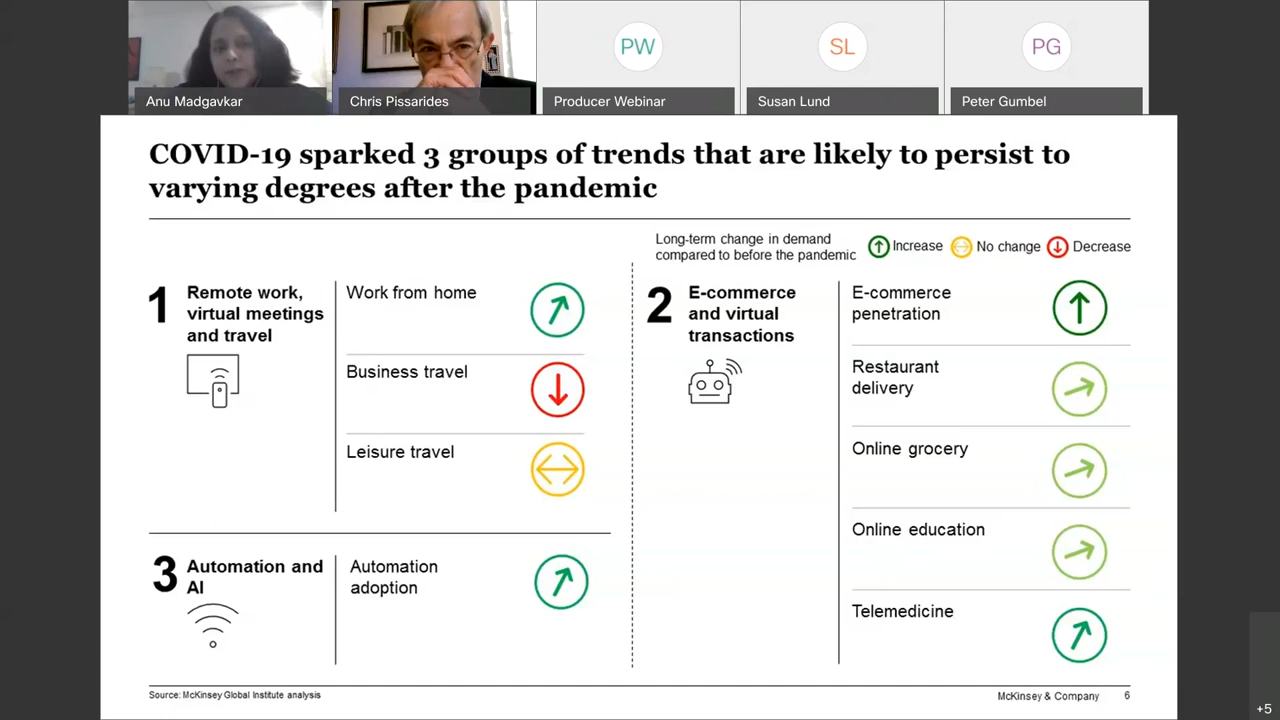 PW
SL
PG
Anu Madgavkar
Chris Pissarides
Producer Webinar
Susan Lund
Peter Gumbel
COVID-19 sparked 3 groups of trends that are likely to persist to
varying degrees after the pandemic
Long-term change in demand
compared to before the pandemic
Increase
No change
Decrease
1
Remote work,
virtual meetings
and travel
Work from home
Business travel
Leisure travel
2
E-commerce
and virtual
transactions
E-commerce
penetration
Restaurant
delivery
Online grocery
Online education
Telemedicine
3
Automation and
AI
Automation
adoption
Source: McKinsey Global Institute analysis
McKinsey & Company
6
+5